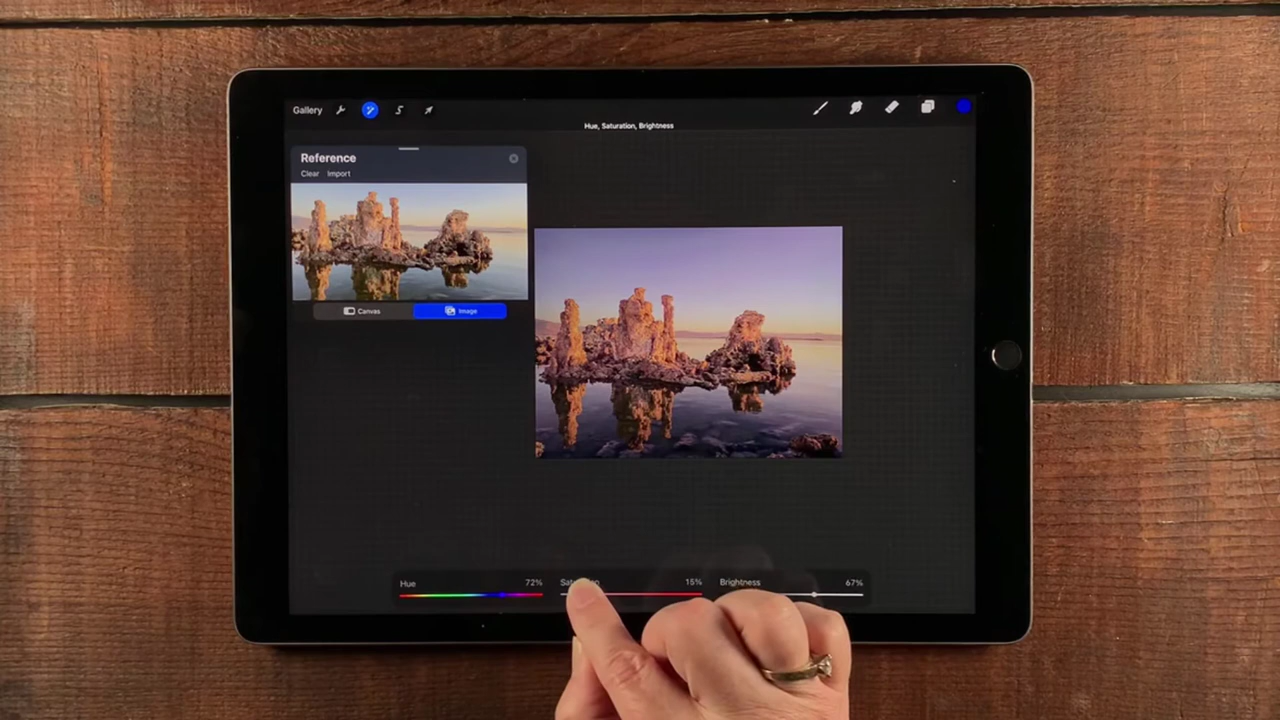 Gallery
Hue, Saturation, Brightness
Reference
Clear Import
Canvas Image
Hue 72% 15% Brightness 67%